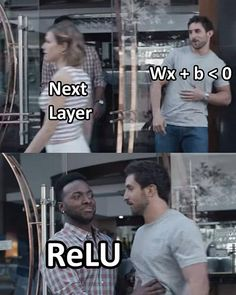 Next
Layer
Wx + b < 0
ReLU